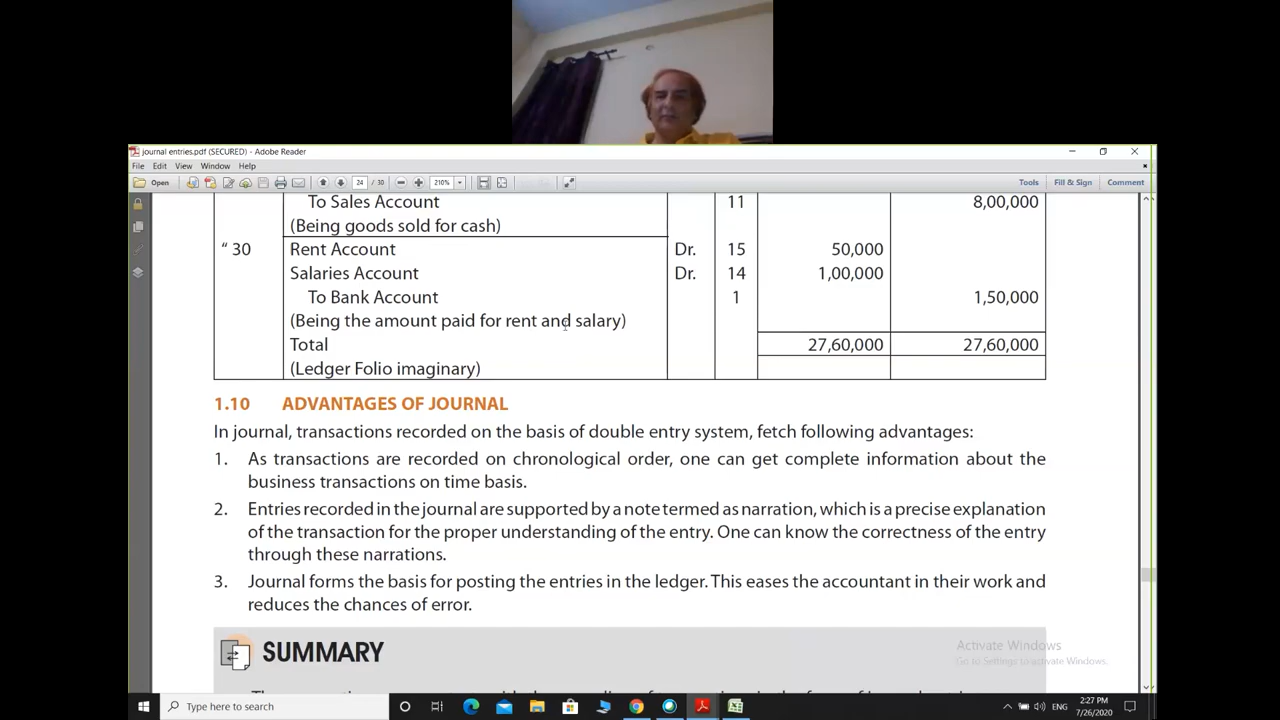 journal entries.pdf (SECURED) - Adobe Reader
File Edit View Window Help
Open 24 / 30 210% Tools Fill & Sign Comment
To Sales Account 11 8,00,000
(Being goods sold for cash)
“ 30 Rent Account Dr. 15 50,000
Salaries Account Dr. 14 1,00,000
To Bank Account 1 1,50,000
(Being the amount paid for rent and salary)
Total 27,60,000 27,60,000
(Ledger Folio imaginary)
1.10 ADVANTAGES OF JOURNAL
In journal, transactions recorded on the basis of double entry system, fetch following advantages:
1. As transactions are recorded on chronological order, one can get complete information about the
business transactions on time basis.
2. Entries recorded in the journal are supported by a note termed as narration, which is a precise explanation
of the transaction for the proper understanding of the entry. One can know the correctness of the entry
through these narrations.
3. Journal forms the basis for posting the entries in the ledger. This eases the accountant in their work and
reduces the chances of error.
SUMMARY
Activate Windows
Go to Settings to activate Windows.
Type here to search
ENG
2:27 PM
7/26/2020